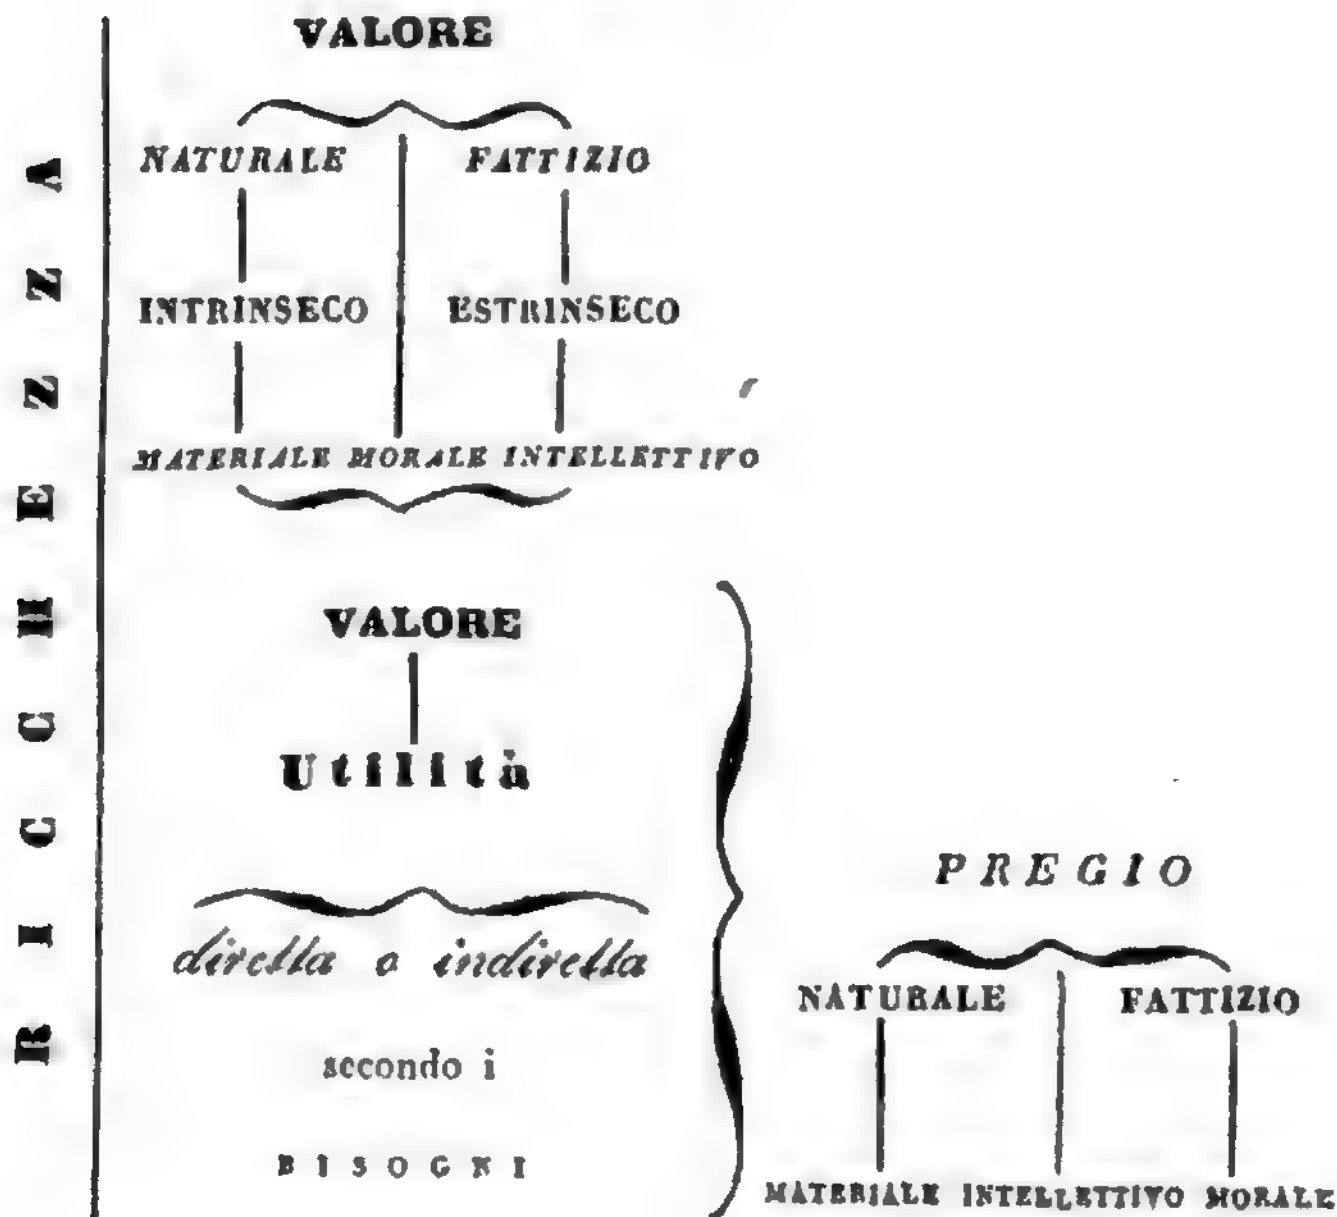 RICCHEZZA
VALORE
NATURALE FATTIZIO
INTRINSECO ESTRINSECO
MATERIALE MORALE INTELLETTIVO
VALORE
Utilità
diretta o indiretta
secondo i
BISOGNI
PREGIO
NATURALE FATTIZIO
MATERIALE INTELLETTIVO MORALE